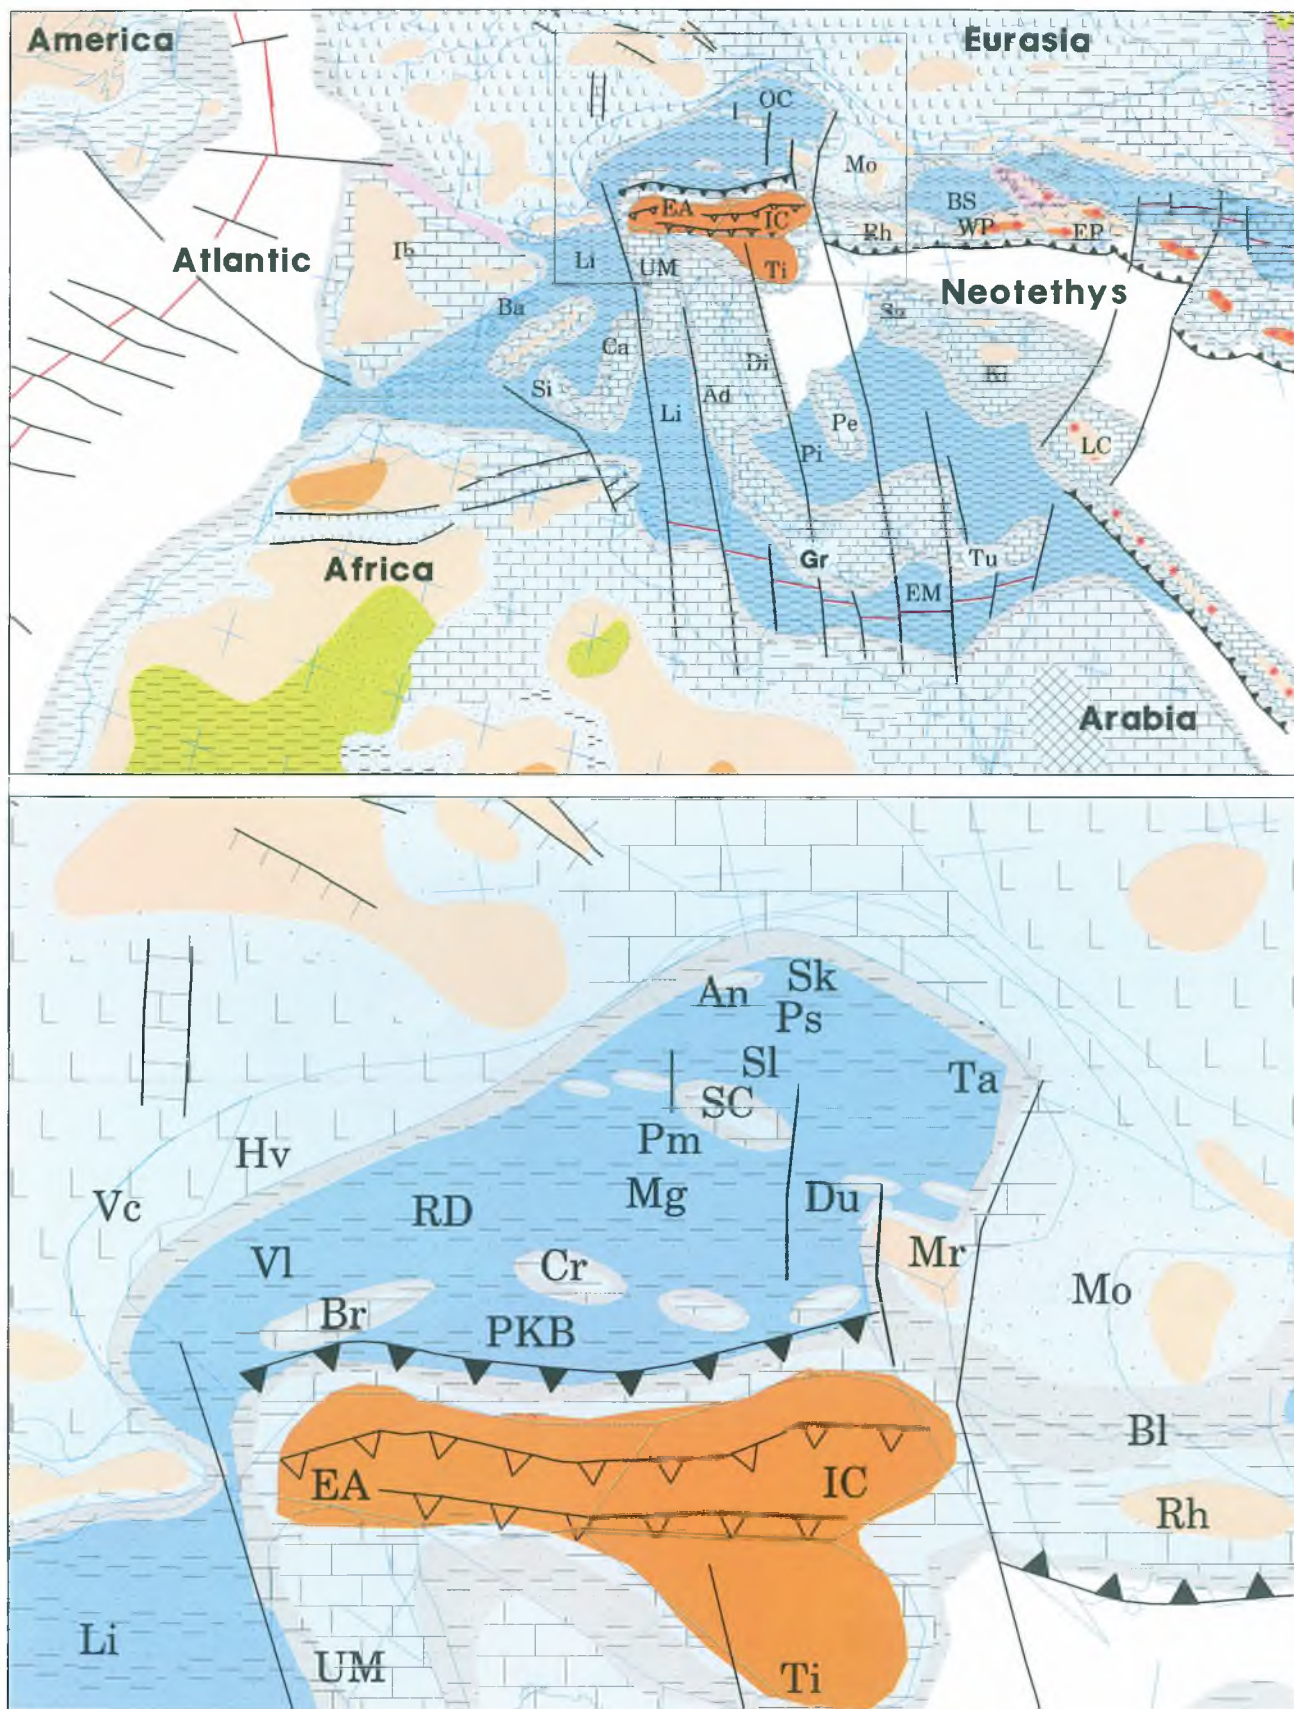 America
Eurasia
OC
Mo
BS
EA
IC
WP
EP
Rh
Ib
Atlantic
Li
UM
Ti
Neotethys
Ba
Su
Ca
Di
Ki
Si
Ad
Li
Pe
LC
Pi
Africa
Gr
Tu
EM
Arabia
An
Sk
Ps
Sl
Ta
SC
Pm
Hv
Mg
Du
Vc
RD
Mr
Vl
Cr
Mo
Br
PKB
Bl
EA
IC
Rh
Li
UM
Ti